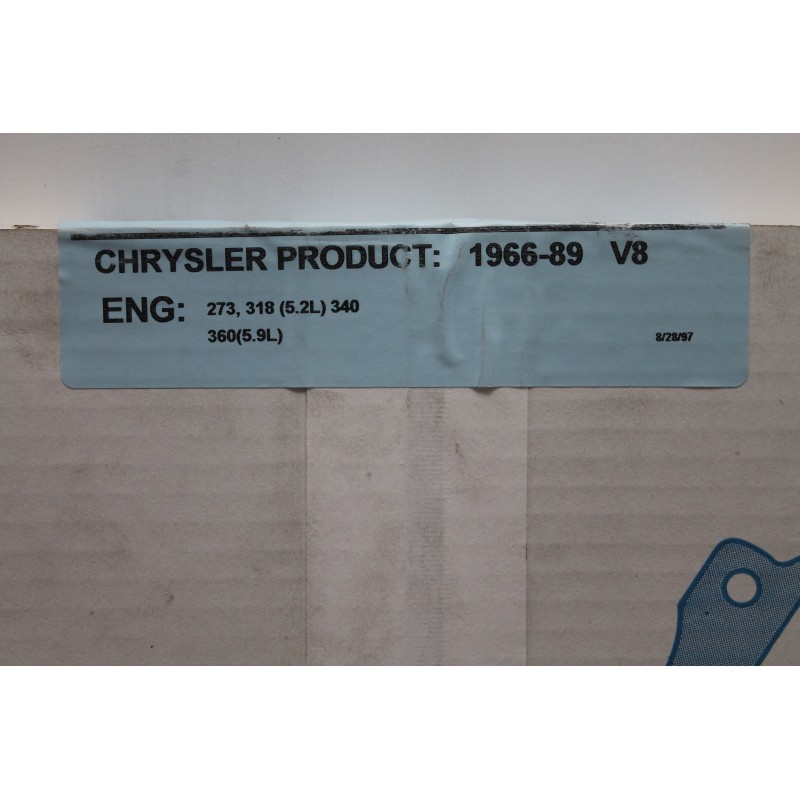 CHRYSLER PRODUCT: 1966-89 V8
ENG: 273, 318 (5.2L) 340
360(5.9L)
8/28/97